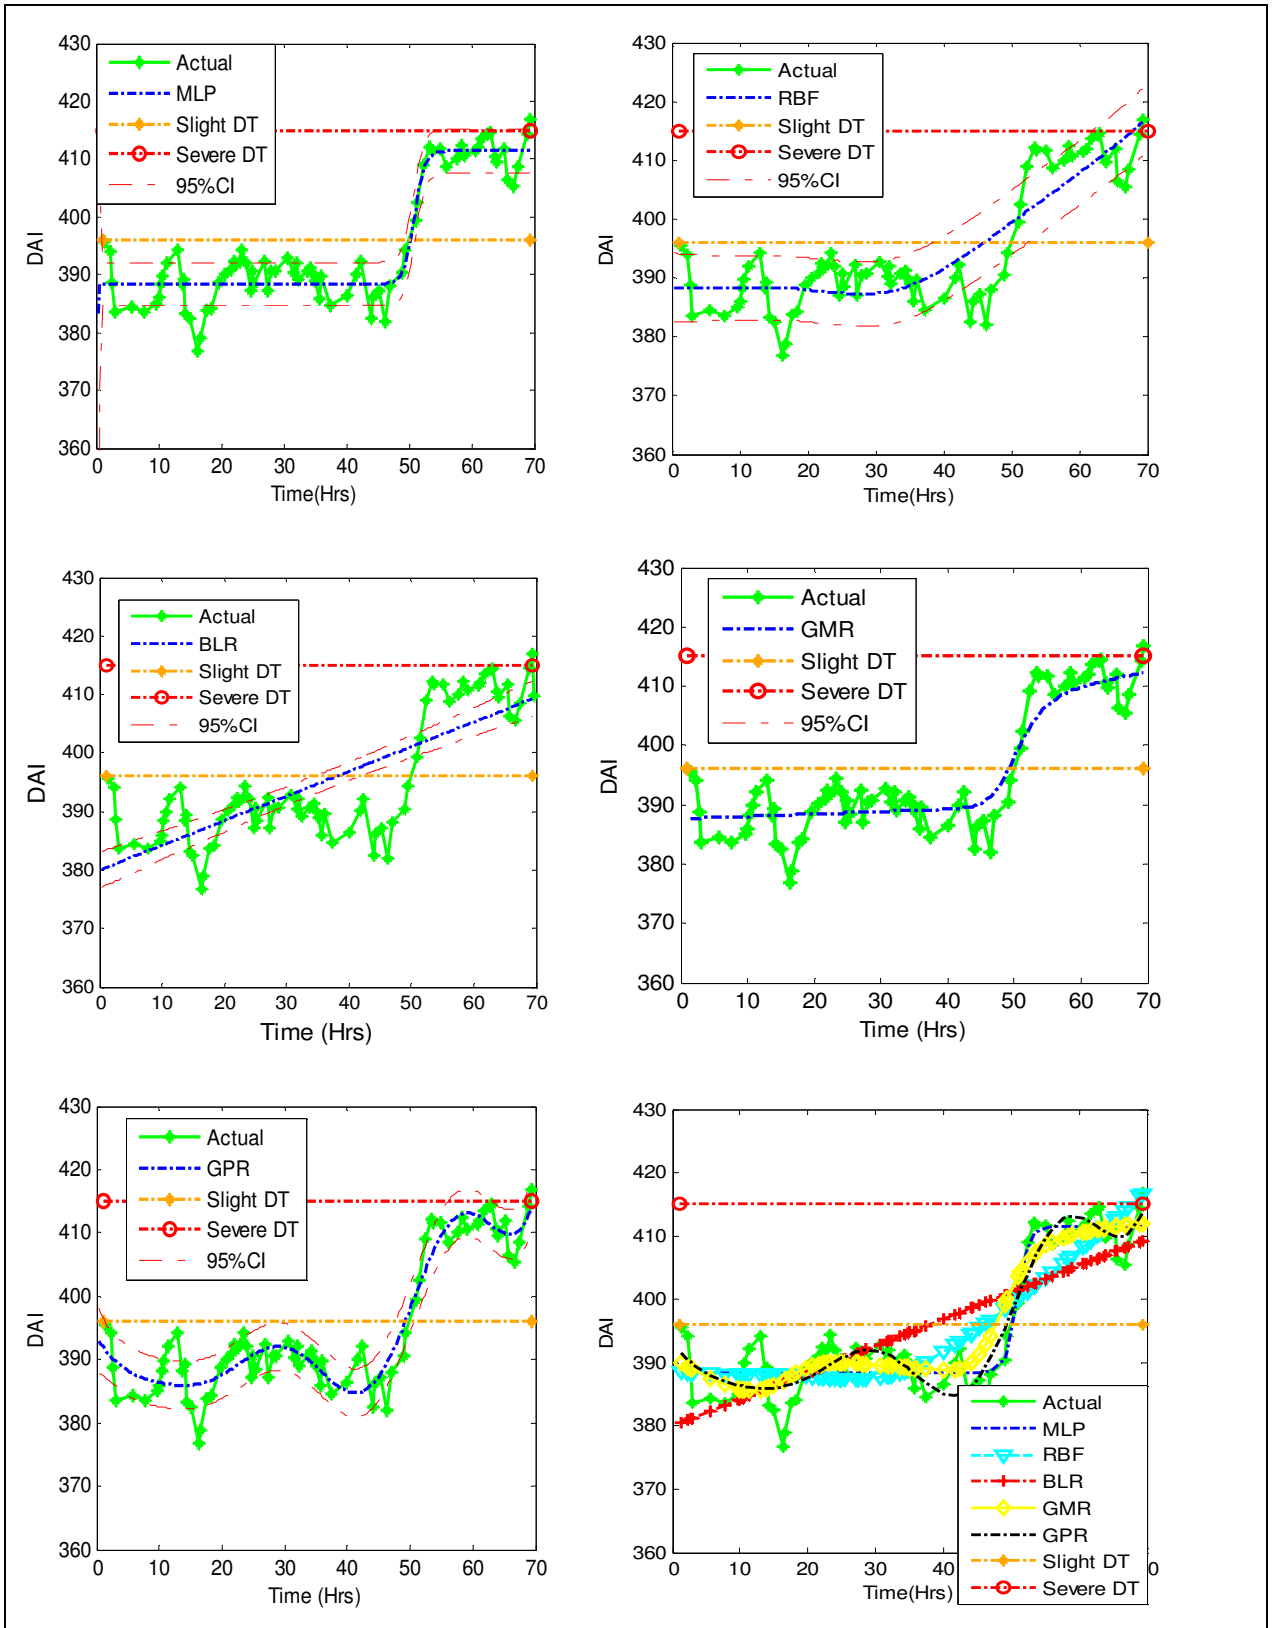 430
420
410
400
390
380
370
360
0 10 20 30 40 50 60 70
DAI
Time(Hrs)
Actual
MLP
Slight DT
Severe DT
95%CI
430
420
410
400
390
380
370
360
0 10 20 30 40 50 60 70
DAI
Time(Hrs)
Actual
RBF
Slight DT
Severe DT
95%CI
430
420
410
400
390
380
370
360
0 10 20 30 40 50 60 70
DAI
Time (Hrs)
Actual
BLR
Slight DT
Severe DT
95%CI
430
420
410
400
390
380
370
360
0 10 20 30 40 50 60 70
DAI
Time (Hrs)
Actual
GMR
Slight DT
Severe DT
95%CI
430
420
410
400
390
380
370
360
0 10 20 30 40 50 60 70
DAI
Time (Hrs)
Actual
GPR
Slight DT
Severe DT
95%CI
430
420
410
400
390
380
370
360
0 10 20 30 4 0
DAI
Time(Hrs)
Actual
MLP
RBF
BLR
GMR
GPR
Slight DT
Severe DT